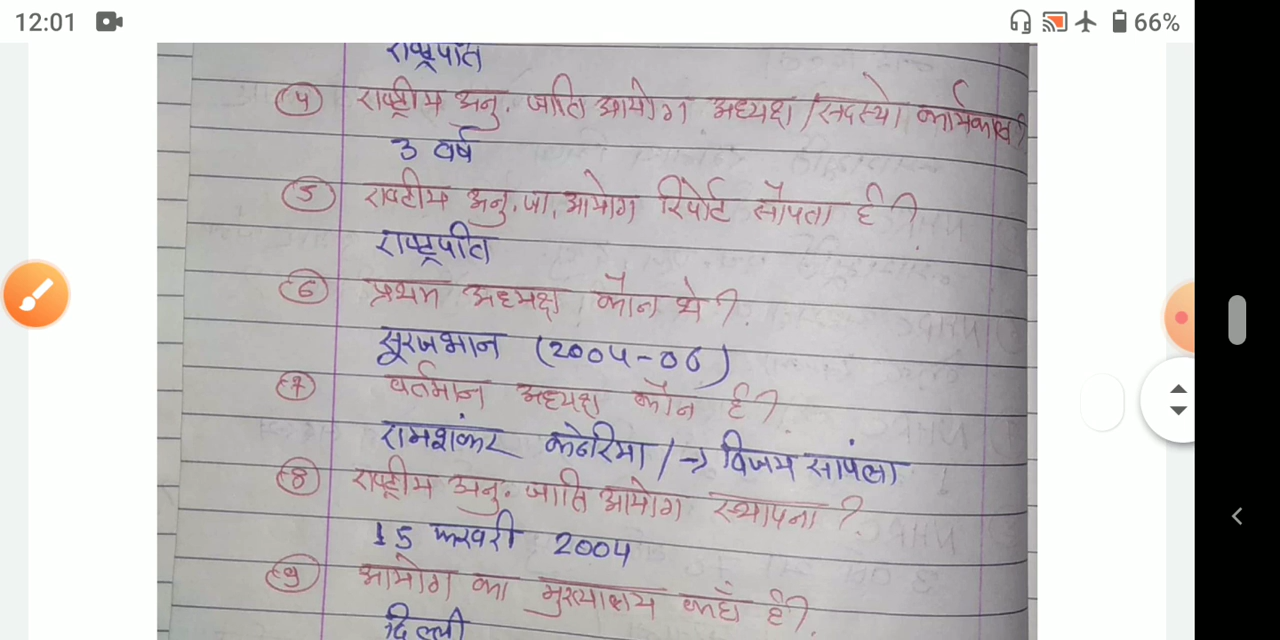 12:01 66%
राष्ट्रपति
(4) राष्ट्रीय अनु. जाति आयोग अध्यक्ष/सदस्यो कार्यकाल?
3 वर्ष
(5) राष्टीय अनु.जा. आयोग रिपोर्ट सौपता है?
राष्ट्रपति
(6) प्रथम अध्यक्ष कौन थे?
सूरजभान (2004-06)
(7) वर्तमान अध्यक्ष कौन है?
रामशंकर कठेरिया /→ विजय सांपला
(8) राष्ट्रीय अनु. जाति आयोग स्थापना?
15 फरवरी 2004
(9) आयोग का मुख्यालय कहाँ है?
दिल्ली